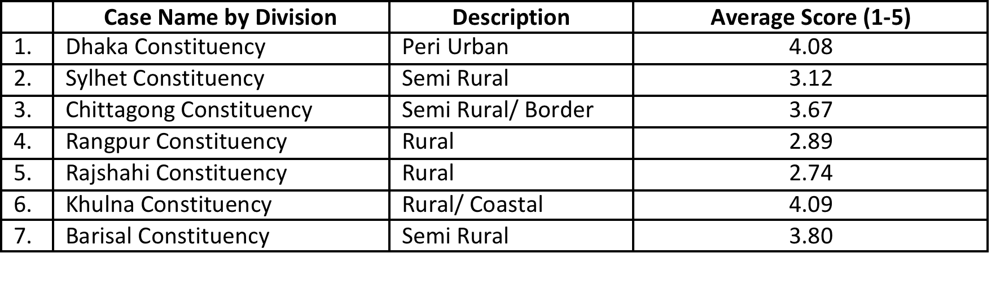 Case Name by Division Description Average Score (1-5)
1. Dhaka Constituency Peri Urban 4.08
2. Sylhet Constituency Semi Rural 3.12
3. Chittagong Constituency Semi Rural/ Border 3.67
4. Rangpur Constituency Rural 2.89
5. Rajshahi Constituency Rural 2.74
6. Khulna Constituency Rural/ Coastal 4.09
7. Barisal Constituency Semi Rural 3.80